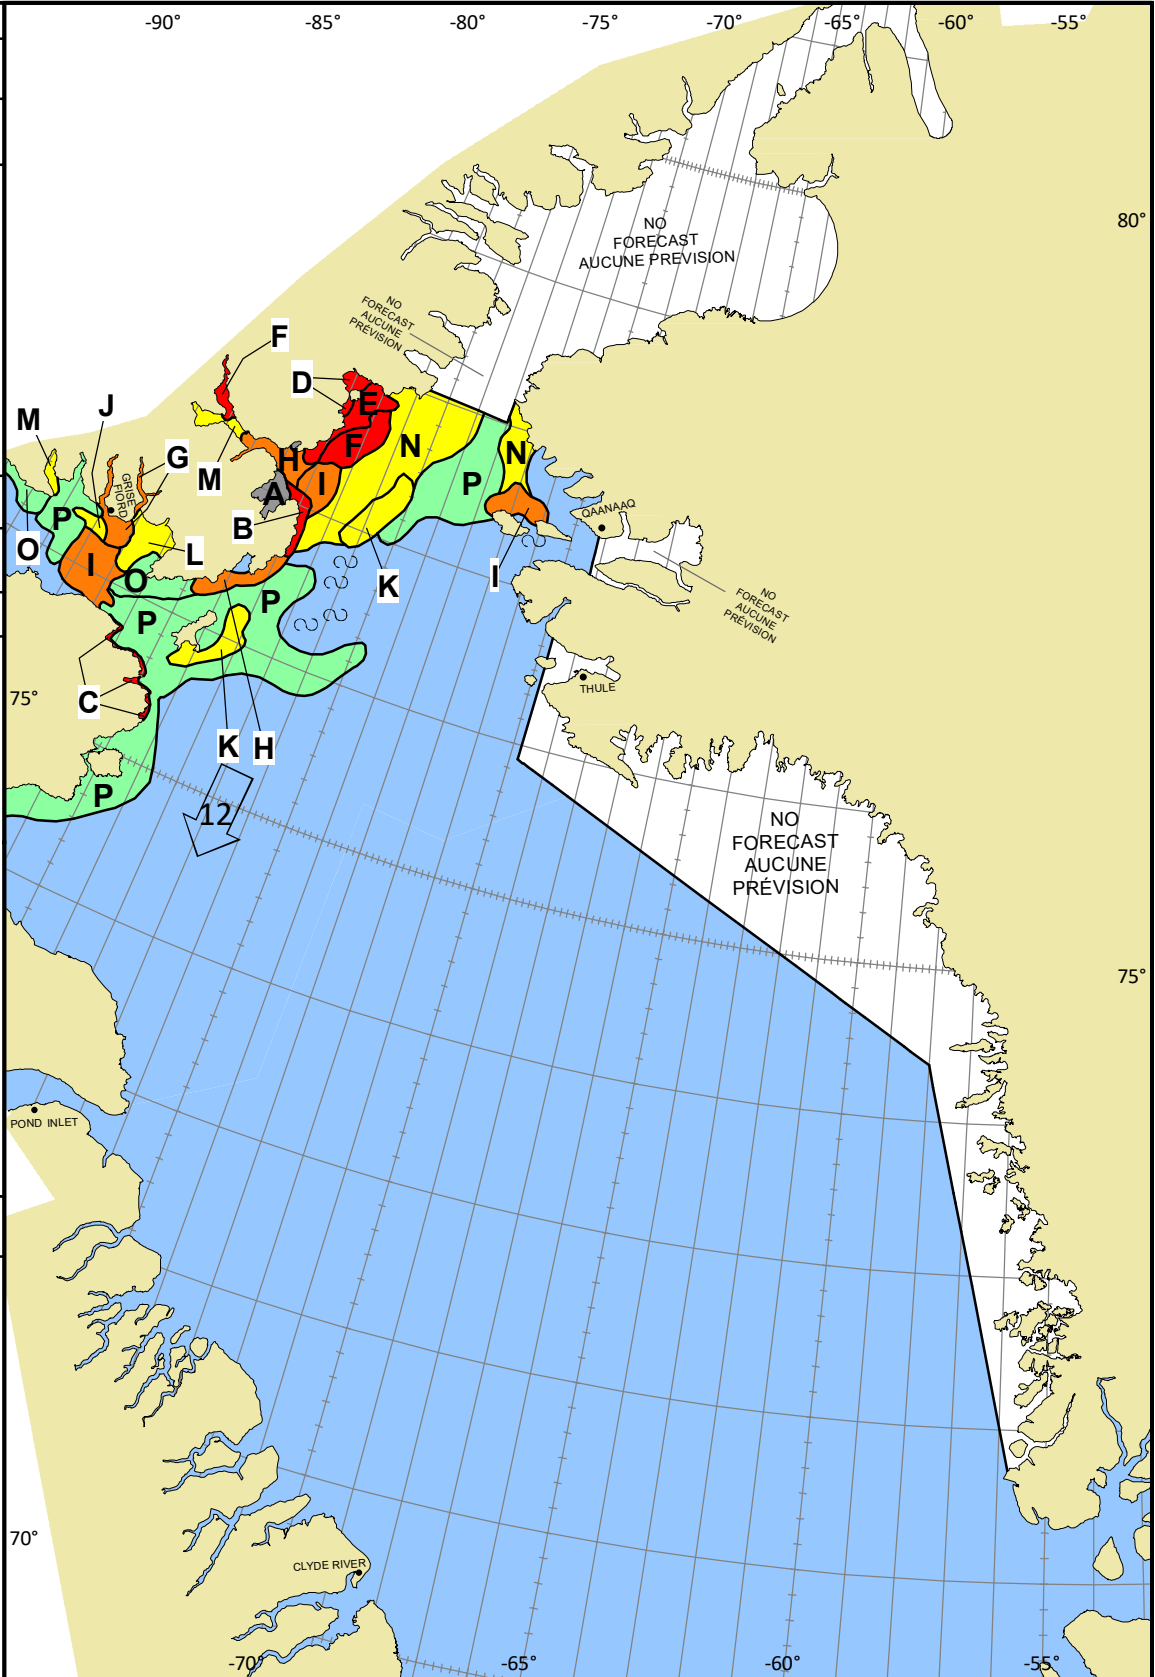 -90°
-85°
-80°
-75°
-70°
-65°
-60°
-55°
80°
NO
FORECAST
AUCUNE PREVISION
NO
FORECAST
AUCUNE
PRÉVISION
F
D
E
J
M
F
N
G
H
M
I
N
A
P
GRISE
FIORD
QAANAAQ
P
B
O
L
I
K
I
O
P
NO
FORECAST
AUCUNE
PRÉVISION
P
THULE
75°
C
K
H
P
12
NO
FORECAST
AUCUNE
PRÉVISION
75°
POND INLET
70°
CLYDE RIVER
-70°
-65°
-60°
-55°